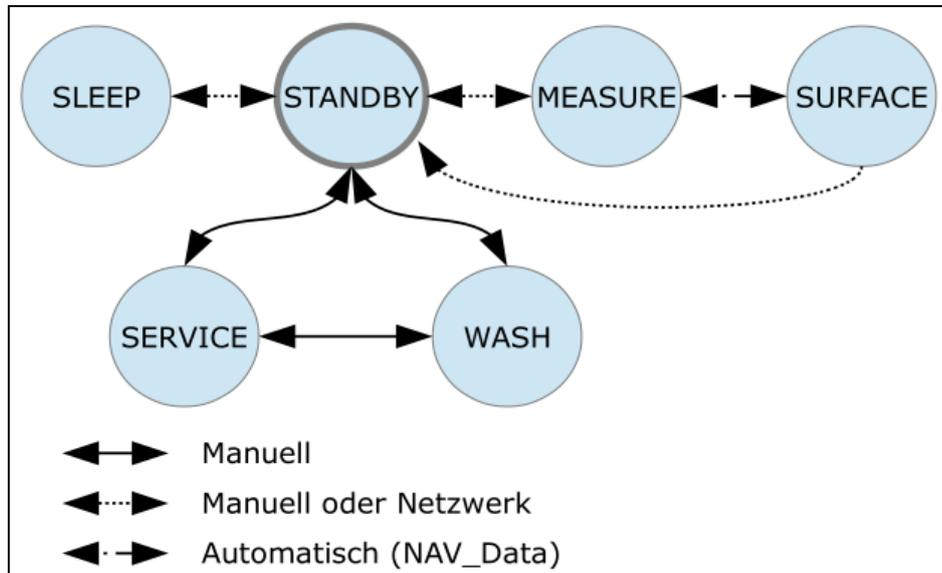 SLEEP STANDBY MEASURE SURFACE
SERVICE WASH
Manuell
Manuell oder Netzwerk
Automatisch (NAV_Data)